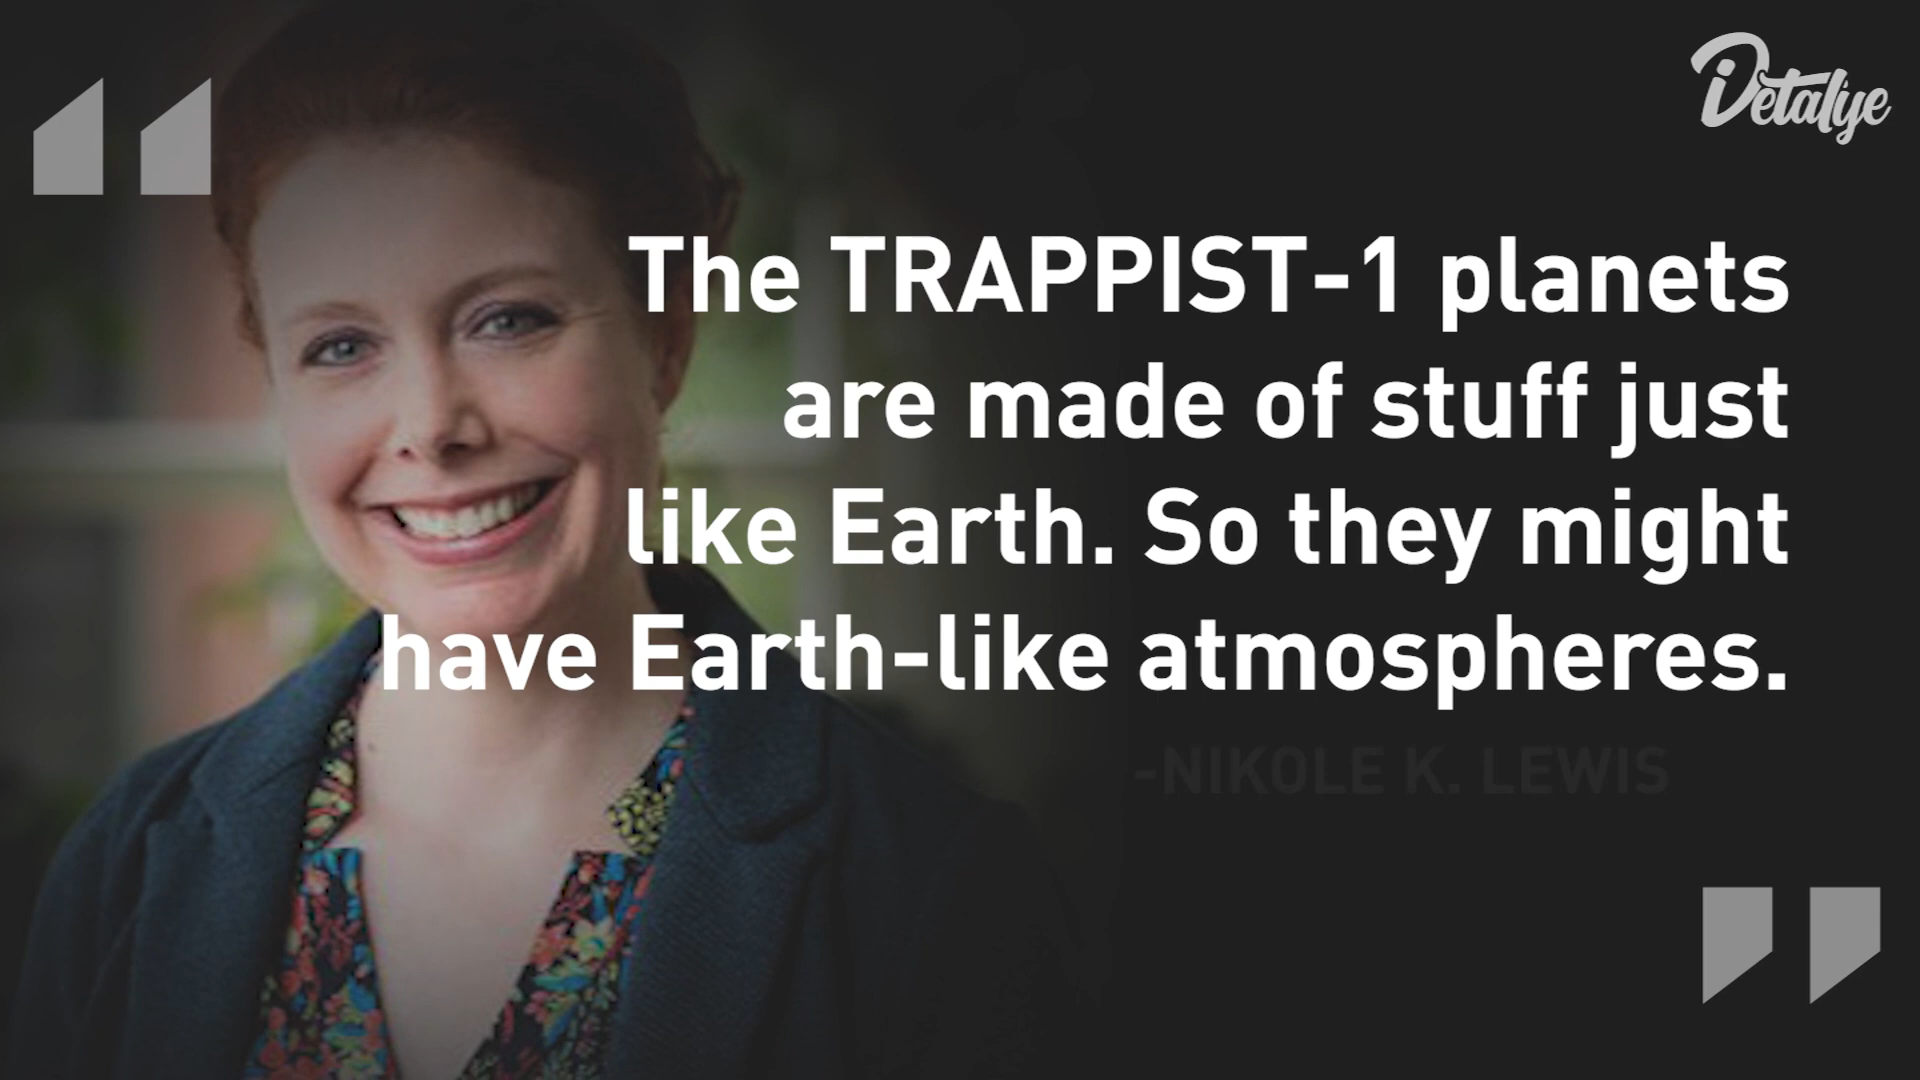 Detalye
The TRAPPIST-1 planets
are made of stuff just
like Earth. So they might
have Earth-like atmospheres.
-NIKOLE K. LEWIS